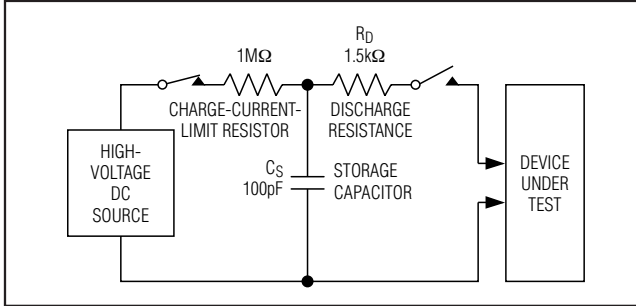 R_D
1MΩ 1.5kΩ
CHARGE-CURRENT-
LIMIT RESISTOR
DISCHARGE
RESISTANCE
HIGH-
VOLTAGE
DC
SOURCE
C_S
100pF
STORAGE
CAPACITOR
DEVICE
UNDER
TEST